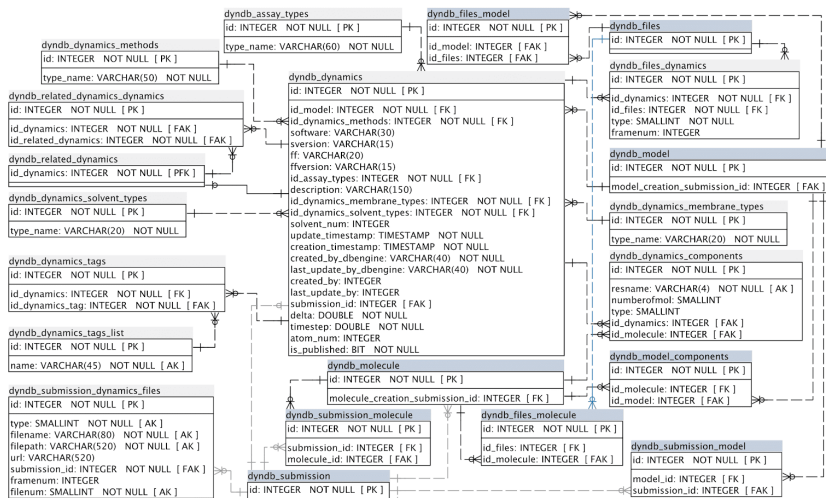 dyndb_assay_types
id: INTEGER NOT NULL [ PK ]
type_name: VARCHAR(60) NOT NULL
dyndb_files_model
id: INTEGER NOT NULL [ PK ]
id_model: INTEGER [ FAK ]
id_files: INTEGER [ FAK ]
dyndb_files
id: INTEGER NOT NULL [ PK ]
dyndb_dynamics_methods
id: INTEGER NOT NULL [ PK ]
type_name: VARCHAR(50) NOT NULL
dyndb_files_dynamics
id: INTEGER NOT NULL [ PK ]
id_dynamics: INTEGER NOT NULL [ FK ]
id_files: INTEGER NOT NULL [ FK ]
type: SMALLINT NOT NULL
framenum: INTEGER
dyndb_dynamics
id: INTEGER NOT NULL [ PK ]
id_model: INTEGER NOT NULL [ FK ]
id_dynamics_methods: INTEGER NOT NULL [ FK ]
software: VARCHAR(30)
sversion: VARCHAR(15)
ff: VARCHAR(20)
ffversion: VARCHAR(15)
id_assay_types: INTEGER NOT NULL [ FK ]
description: VARCHAR(150)
id_dynamics_membrane_types: INTEGER NOT NULL [ FK ]
id_dynamics_solvent_types: INTEGER NOT NULL [ FK ]
solvent_num: INTEGER
update_timestamp: TIMESTAMP NOT NULL
creation_timestamp: TIMESTAMP NOT NULL
created_by_dbengine: VARCHAR(40) NOT NULL
last_update_by_dbengine: VARCHAR(40) NOT NULL
created_by: INTEGER
last_update_by: INTEGER
submission_id: INTEGER [ FAK ]
delta: DOUBLE NOT NULL
timestep: DOUBLE NOT NULL
atom_num: INTEGER
is_published: BIT NOT NULL
dyndb_related_dynamics_dynamics
id: INTEGER NOT NULL [ PK ]
id_dynamics: INTEGER NOT NULL [ FAK ]
id_related_dynamics: INTEGER NOT NULL [ FAK ]
dyndb_related_dynamics
id_dynamics: INTEGER NOT NULL [ PFK ]
dyndb_model
id: INTEGER NOT NULL [ PK ]
model_creation_submission_id: INTEGER [ FAK ]
dyndb_dynamics_solvent_types
id: INTEGER NOT NULL [ PK ]
type_name: VARCHAR(20) NOT NULL
dyndb_dynamics_membrane_types
id: INTEGER NOT NULL [ PK ]
type_name: VARCHAR(20) NOT NULL
dyndb_dynamics_tags
id: INTEGER NOT NULL [ PK ]
id_dynamics: INTEGER NOT NULL [ FK ]
id_dynamics_tag: INTEGER NOT NULL [ FAK ]
dyndb_dynamics_components
id: INTEGER NOT NULL [ PK ]
resname: VARCHAR(4) NOT NULL [ AK ]
numberofmol: SMALLINT
type: SMALLINT
id_dynamics: INTEGER [ FAK ]
id_molecule: INTEGER [ FAK ]
dyndb_dynamics_tags_list
id: INTEGER NOT NULL [ PK ]
name: VARCHAR(45) NOT NULL [ AK ]
dyndb_model_components
id: INTEGER NOT NULL [ PK ]
id_molecule: INTEGER [ FK ]
id_model: INTEGER [ FAK ]
dyndb_molecule
id: INTEGER NOT NULL [ PK ]
molecule_creation_submission_id: INTEGER [ FK ]
dyndb_submission_dynamics_files
id: INTEGER NOT NULL [ PK ]
type: SMALLINT NOT NULL [ AK ]
filename: VARCHAR(80) NOT NULL [ AK ]
filepath: VARCHAR(520) NOT NULL [ AK ]
url: VARCHAR(520)
submission_id: INTEGER NOT NULL [ FAK ]
framenum: INTEGER
filenum: SMALLINT NOT NULL [ AK ]
dyndb_submission_molecule
id: INTEGER NOT NULL [ PK ]
submission_id: INTEGER [ FK ]
molecule_id: INTEGER [ FAK ]
dyndb_files_molecule
id: INTEGER NOT NULL [ PK ]
id_files: INTEGER [ FK ]
id_molecule: INTEGER [ FAK ]
dyndb_submission_model
id: INTEGER NOT NULL [ PK ]
model_id: INTEGER [ FK ]
submission_id: INTEGER [ FAK ]
dyndb_submission
id: INTEGER NOT NULL [ PK ]